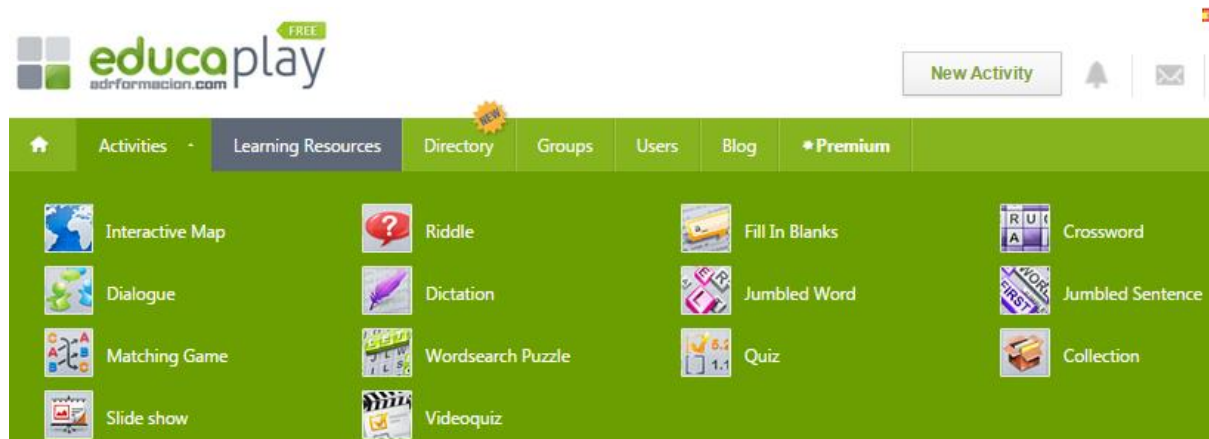 FREE
educaplay
adrformacion.com
New Activity
NEW
Activities Learning Resources Directory Groups Users Blog Premium
Interactive Map Riddle Fill In Blanks Crossword
Dialogue Dictation Jumbled Word Jumbled Sentence
Matching Game Wordsearch Puzzle Quiz Collection
Slide show Videoquiz